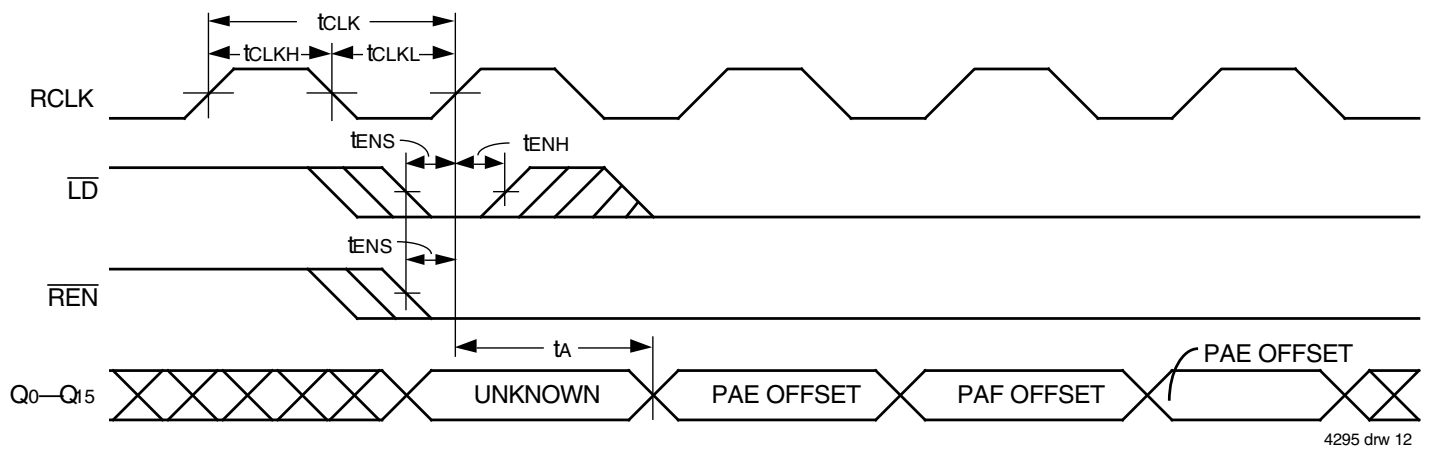 tCLK
tCLKH tCLKL
RCLK
tENS tENH
LD
tENS
REN
tA
PAE OFFSET
Q0—Q15 UNKNOWN PAE OFFSET PAF OFFSET
4295 drw 12